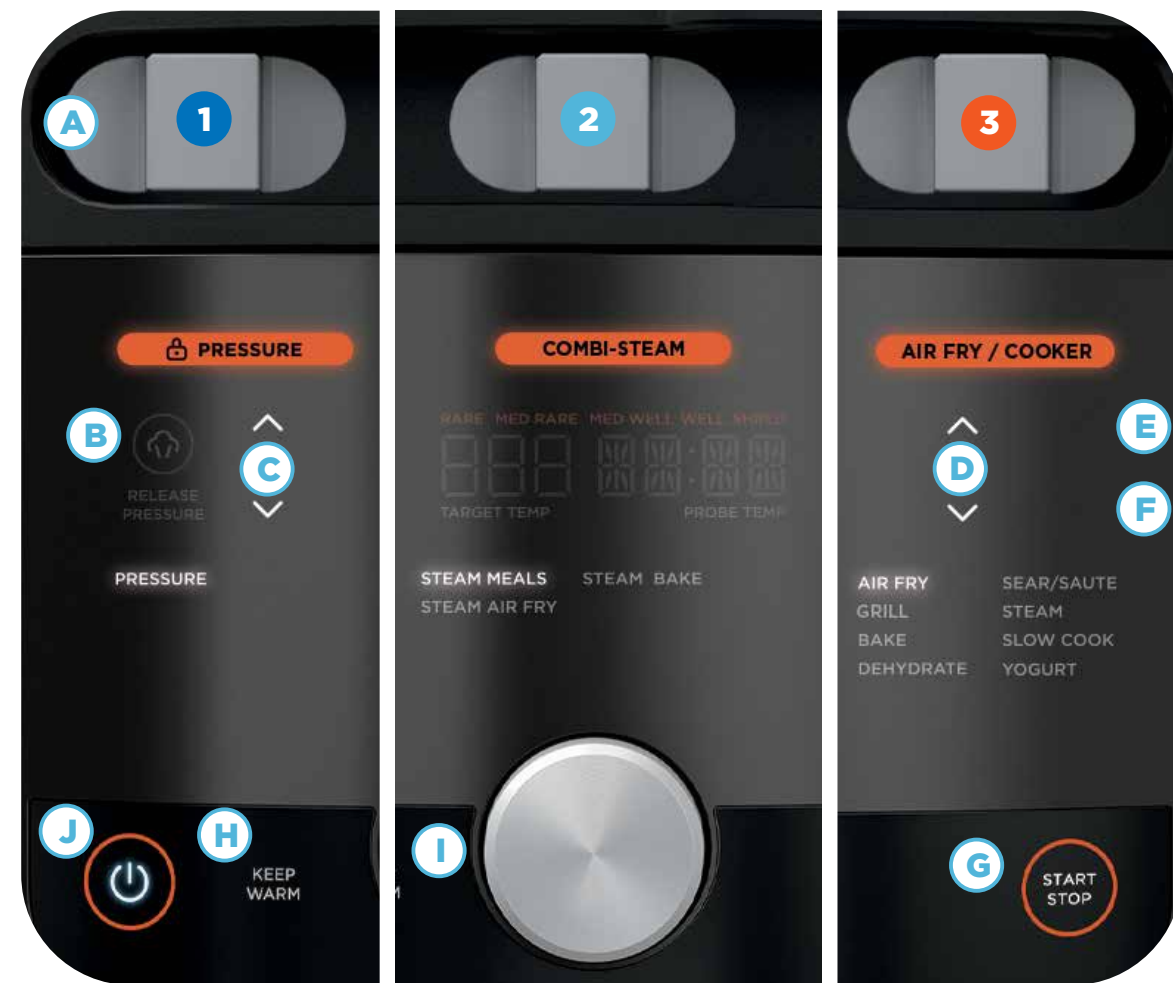 A
1
2
3
PRESSURE
COMBI-STEAM
AIR FRY / COOKER
B
RELEASE
PRESSURE
C
RARE MED RARE MED WELL WELL SHRED
TARGET TEMP PROBE TEMP
D
E
F
PRESSURE
STEAM MEALS STEAM BAKE
STEAM AIR FRY
AIR FRY SEAR/SAUTE
GRILL STEAM
BAKE SLOW COOK
DEHYDRATE YOGURT
J
H
KEEP
WARM
M
I
G
START
STOP